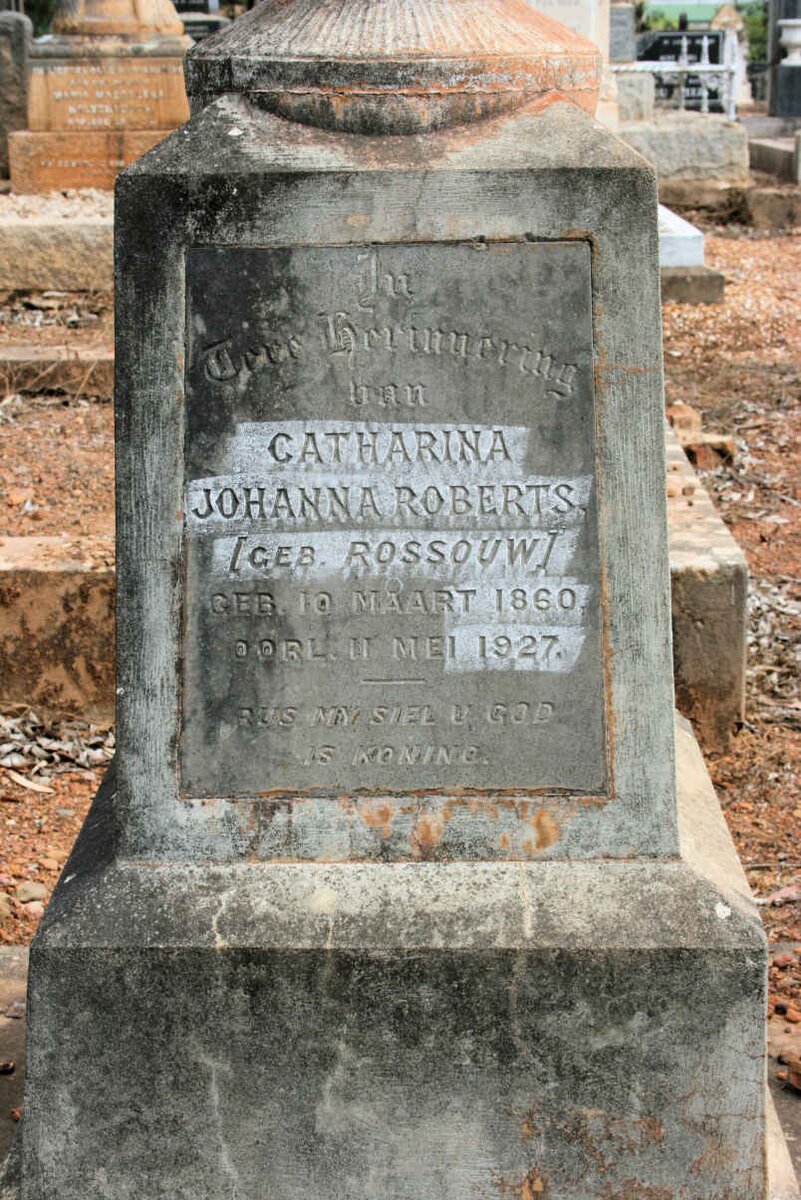 In
Tere Herinnering
van
CATHARINA
JOHANNA ROBERTS.
[GEB. ROSSOUW]
GEB. 10 MAART 1860,
OORL. 11 MEI 1927.
RUS MY SIEL U GOD
IS KONING.